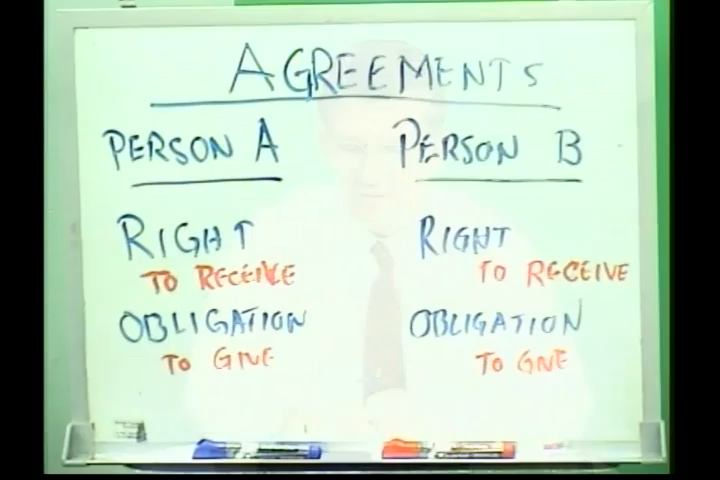 AGREEMENTS
PERSON A PERSON B
RIGHT RIGHT
TO RECEIVE TO RECEIVE
OBLIGATION OBLIGATION
TO GIVE TO GIVE